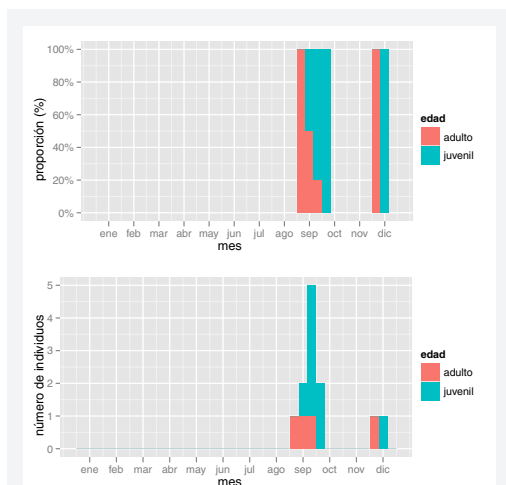 100%
80%
60%
40%
20%
0%
proporción (%)
ene feb mar abr may jun jul ago sep oct nov dic
mes
edad
adulto
juvenil
5
4
3
2
1
0
número de individuos
ene feb mar abr may jun jul ago sep oct nov dic
mes
edad
adulto
juvenil